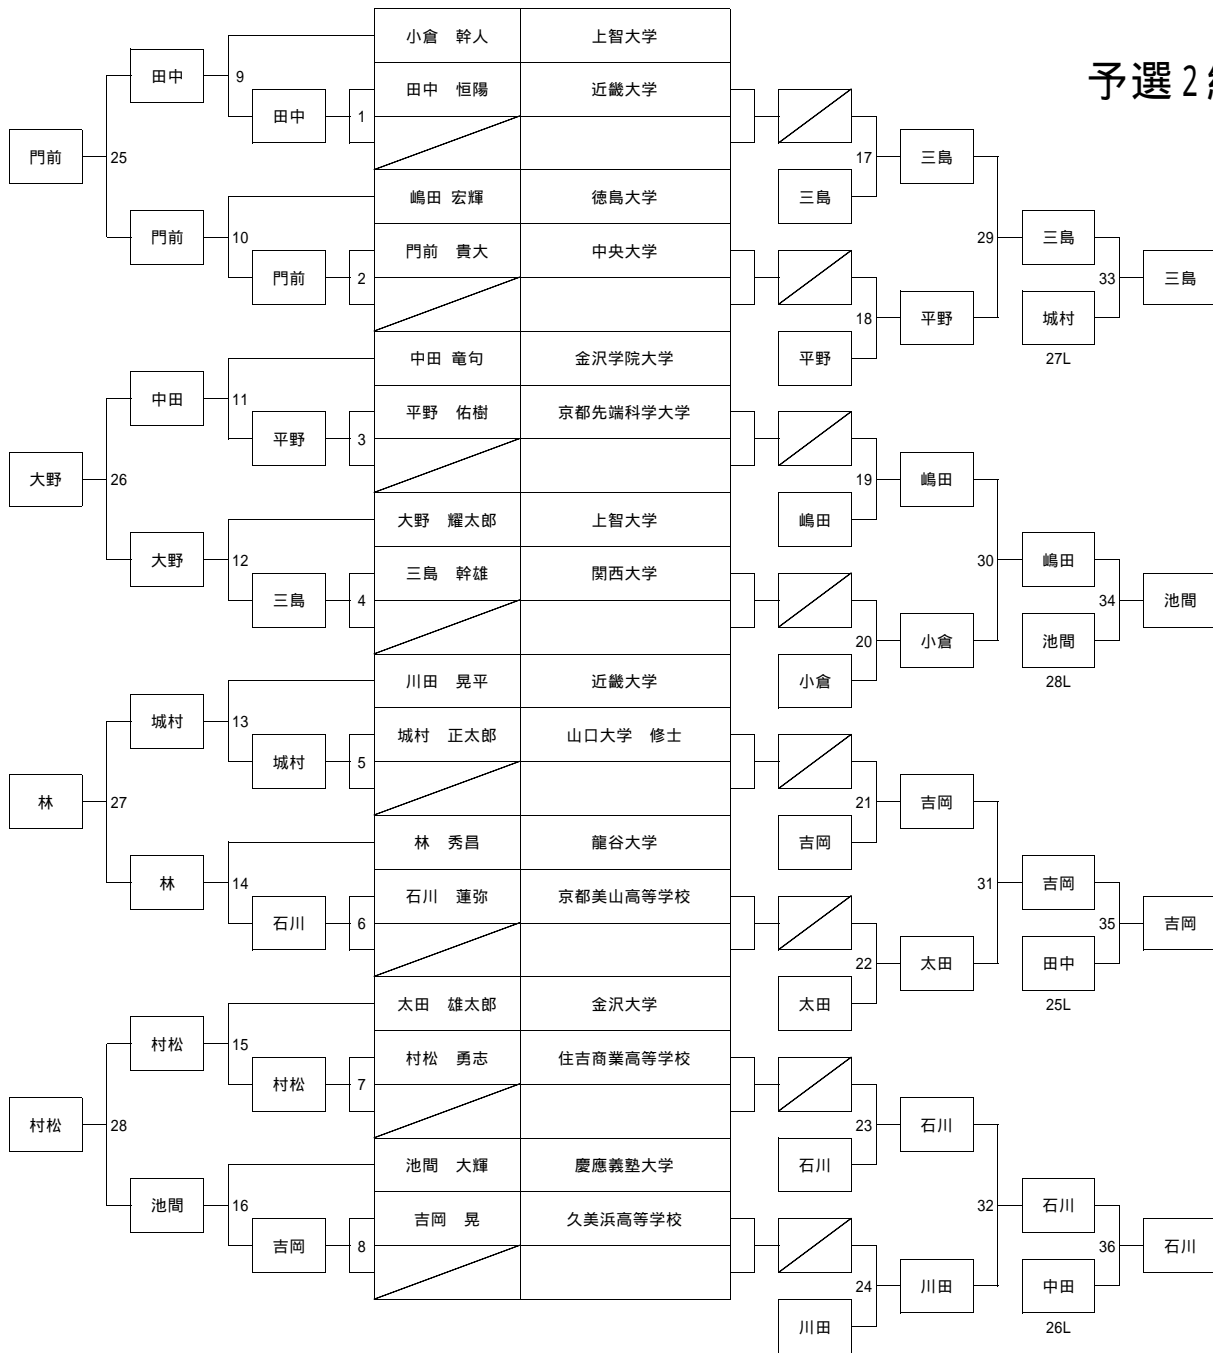 予選2
小倉 幹人 上智大学
田中 9
田中 恒陽 近畿大学
田中 1
門前 25 17 三島
嶋田 宏輝 徳島大学 三島
門前 10 29 三島
門前 貴大 中央大学
門前 2 33 三島
18 平野 城村
中田 竜句 金沢学院大学 平野 27L
中田 11
平野 佑樹 京都先端科学大学
平野 3
大野 26 19 嶋田
大野 耀太郎 上智大学 嶋田
大野 12 30 嶋田
三島 幹雄 関西大学
三島 4 34 池間
20 小倉 池間
川田 晃平 近畿大学 小倉 28L
城村 13
城村 正太郎 山口大学 修士
城村 5
林 27 21 吉岡
林 秀昌 龍谷大学 吉岡
林 14 31 吉岡
石川 蓮弥 京都美山高等学校
石川 6 35 吉岡
22 太田 田中
太田 雄太郎 金沢大学 太田 25L
村松 15
村松 勇志 住吉商業高等学校
村松 7
村松 28 23 石川
池間 大輝 慶應義塾大学 石川
池間 16 32 石川
吉岡 晃 久美浜高等学校
吉岡 8 36 石川
24 川田 中田
川田 26L